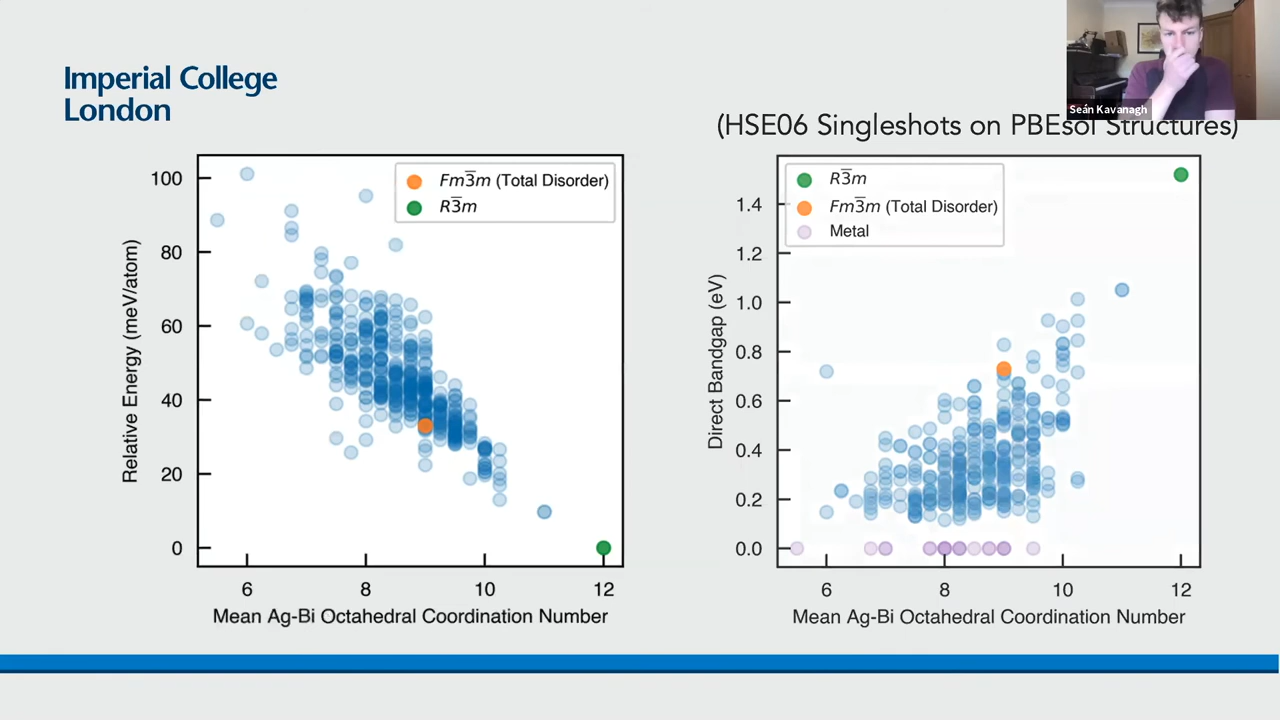 Imperial College
London
Seán Kavanagh
(HSE06 Singleshots on PBEsol Structures)
Fm3̅m (Total Disorder)
R3̅m
100
80
60
40
20
0
6 8 10 12
Relative Energy (meV/atom)
Mean Ag-Bi Octahedral Coordination Number
R3̅m
Fm3̅m (Total Disorder)
Metal
1.4
1.2
1.0
0.8
0.6
0.4
0.2
0.0
6 8 10 12
Direct Bandgap (eV)
Mean Ag-Bi Octahedral Coordination Number